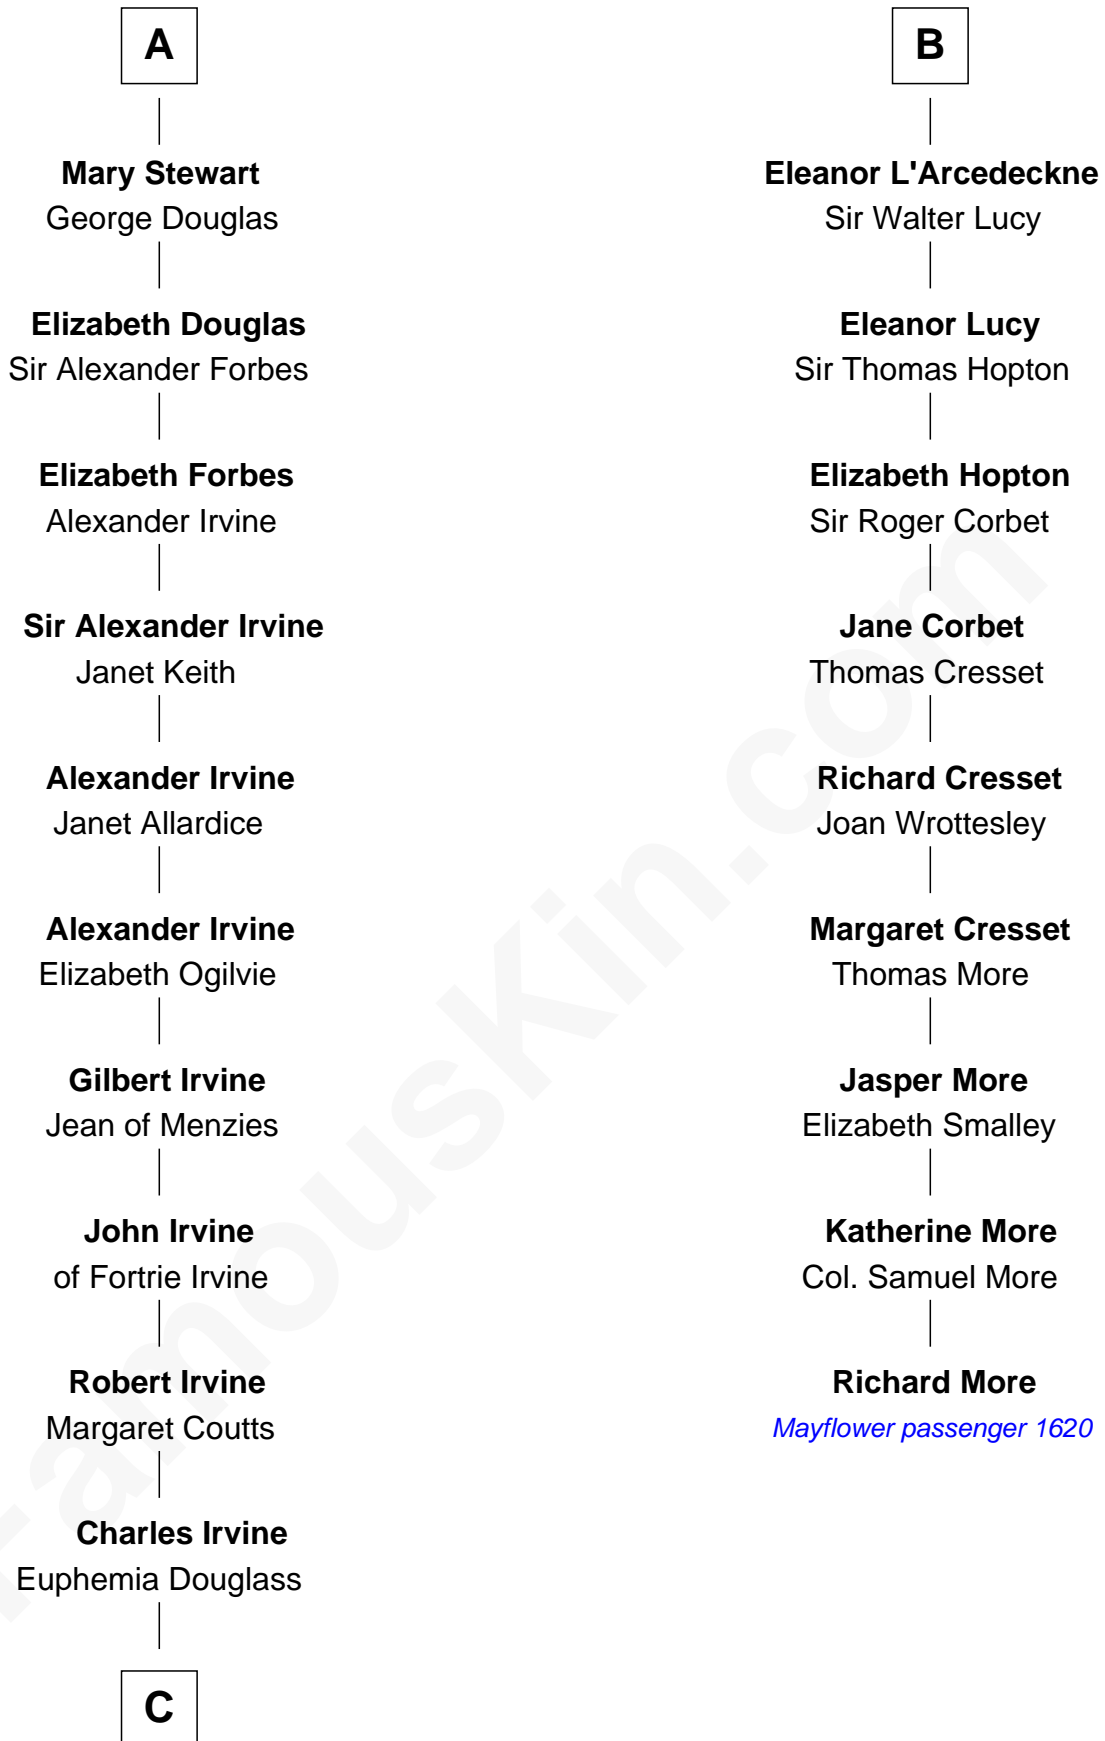 A
Mary Stewart
George Douglas
Elizabeth Douglas
Sir Alexander Forbes
Elizabeth Forbes
Alexander Irvine
Sir Alexander Irvine
Janet Keith
Alexander Irvine
Janet Allardice
Alexander Irvine
Elizabeth Ogilvie
Gilbert Irvine
Jean of Menzies
John Irvine
of Fortrie Irvine
Robert Irvine
Margaret Coutts
Charles Irvine
Euphemia Douglass
C
B
Eleanor L'Arcedeckne
Sir Walter Lucy
Eleanor Lucy
Sir Thomas Hopton
Elizabeth Hopton
Sir Roger Corbet
Jane Corbet
Thomas Cresset
Richard Cresset
Joan Wrottesley
Margaret Cresset
Thomas More
Jasper More
Elizabeth Smalley
Katherine More
Col. Samuel More
Richard More
Mayflower passenger 1620
FamousKin.com